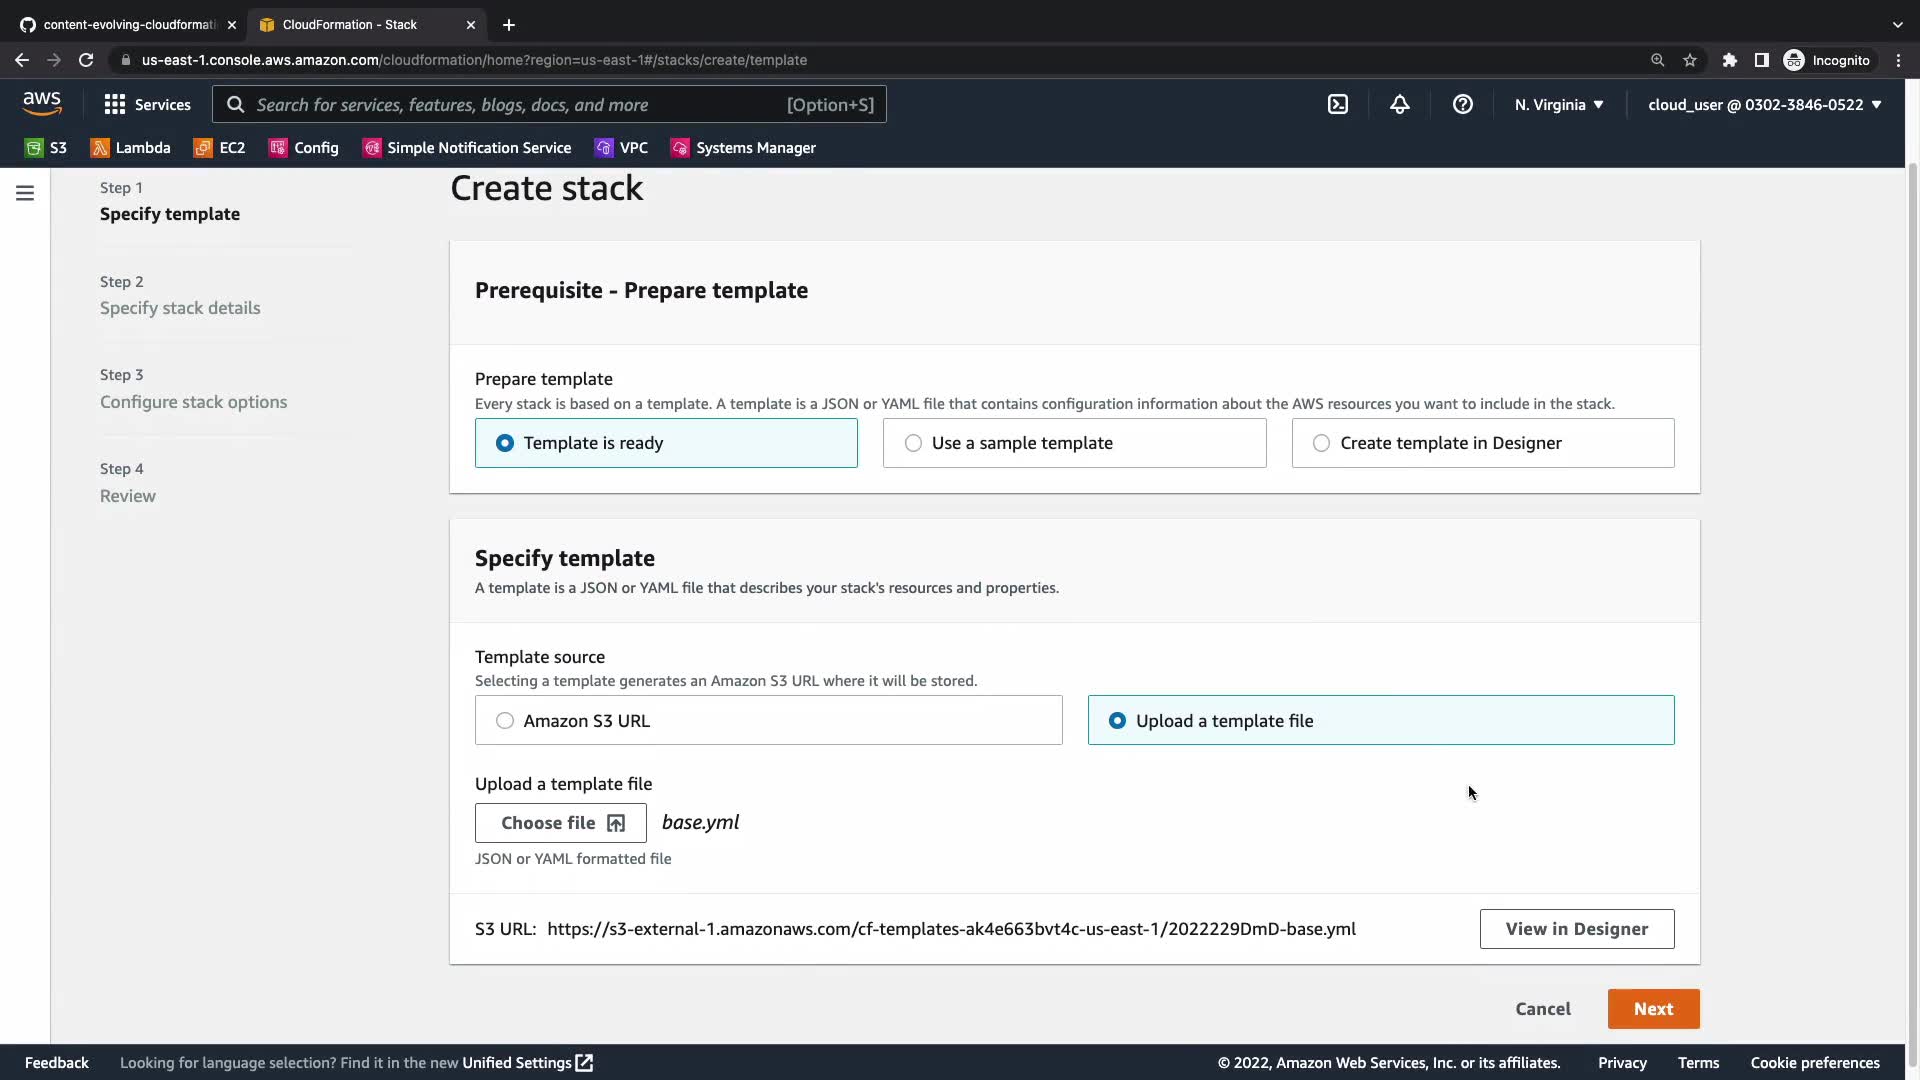 content-evolving-cloudformati
CloudFormation - Stack
us-east-1.console.aws.amazon.com/cloudformation/home?region=us-east-1#/stacks/create/template
Incognito
aws
Services
Search for services, features, blogs, docs, and more
[Option+S]
N. Virginia
cloud_user @ 0302-3846-0522
S3
Lambda
EC2
Config
Simple Notification Service
VPC
Systems Manager
Step 1
Specify template
Step 2
Specify stack details
Step 3
Configure stack options
Step 4
Review
Create stack
Prerequisite - Prepare template
Prepare template
Every stack is based on a template. A template is a JSON or YAML file that contains configuration information about the AWS resources you want to include in the stack.
Template is ready
Use a sample template
Create template in Designer
Specify template
A template is a JSON or YAML file that describes your stack's resources and properties.
Template source
Selecting a template generates an Amazon S3 URL where it will be stored.
Amazon S3 URL
Upload a template file
Upload a template file
Choose file
base.yml
JSON or YAML formatted file
S3 URL: https://s3-external-1.amazonaws.com/cf-templates-ak4e663bvt4c-us-east-1/2022229DmD-base.yml
View in Designer
Cancel
Next
Feedback
Looking for language selection? Find it in the new Unified Settings
© 2022, Amazon Web Services, Inc. or its affiliates.
Privacy
Terms
Cookie preferences